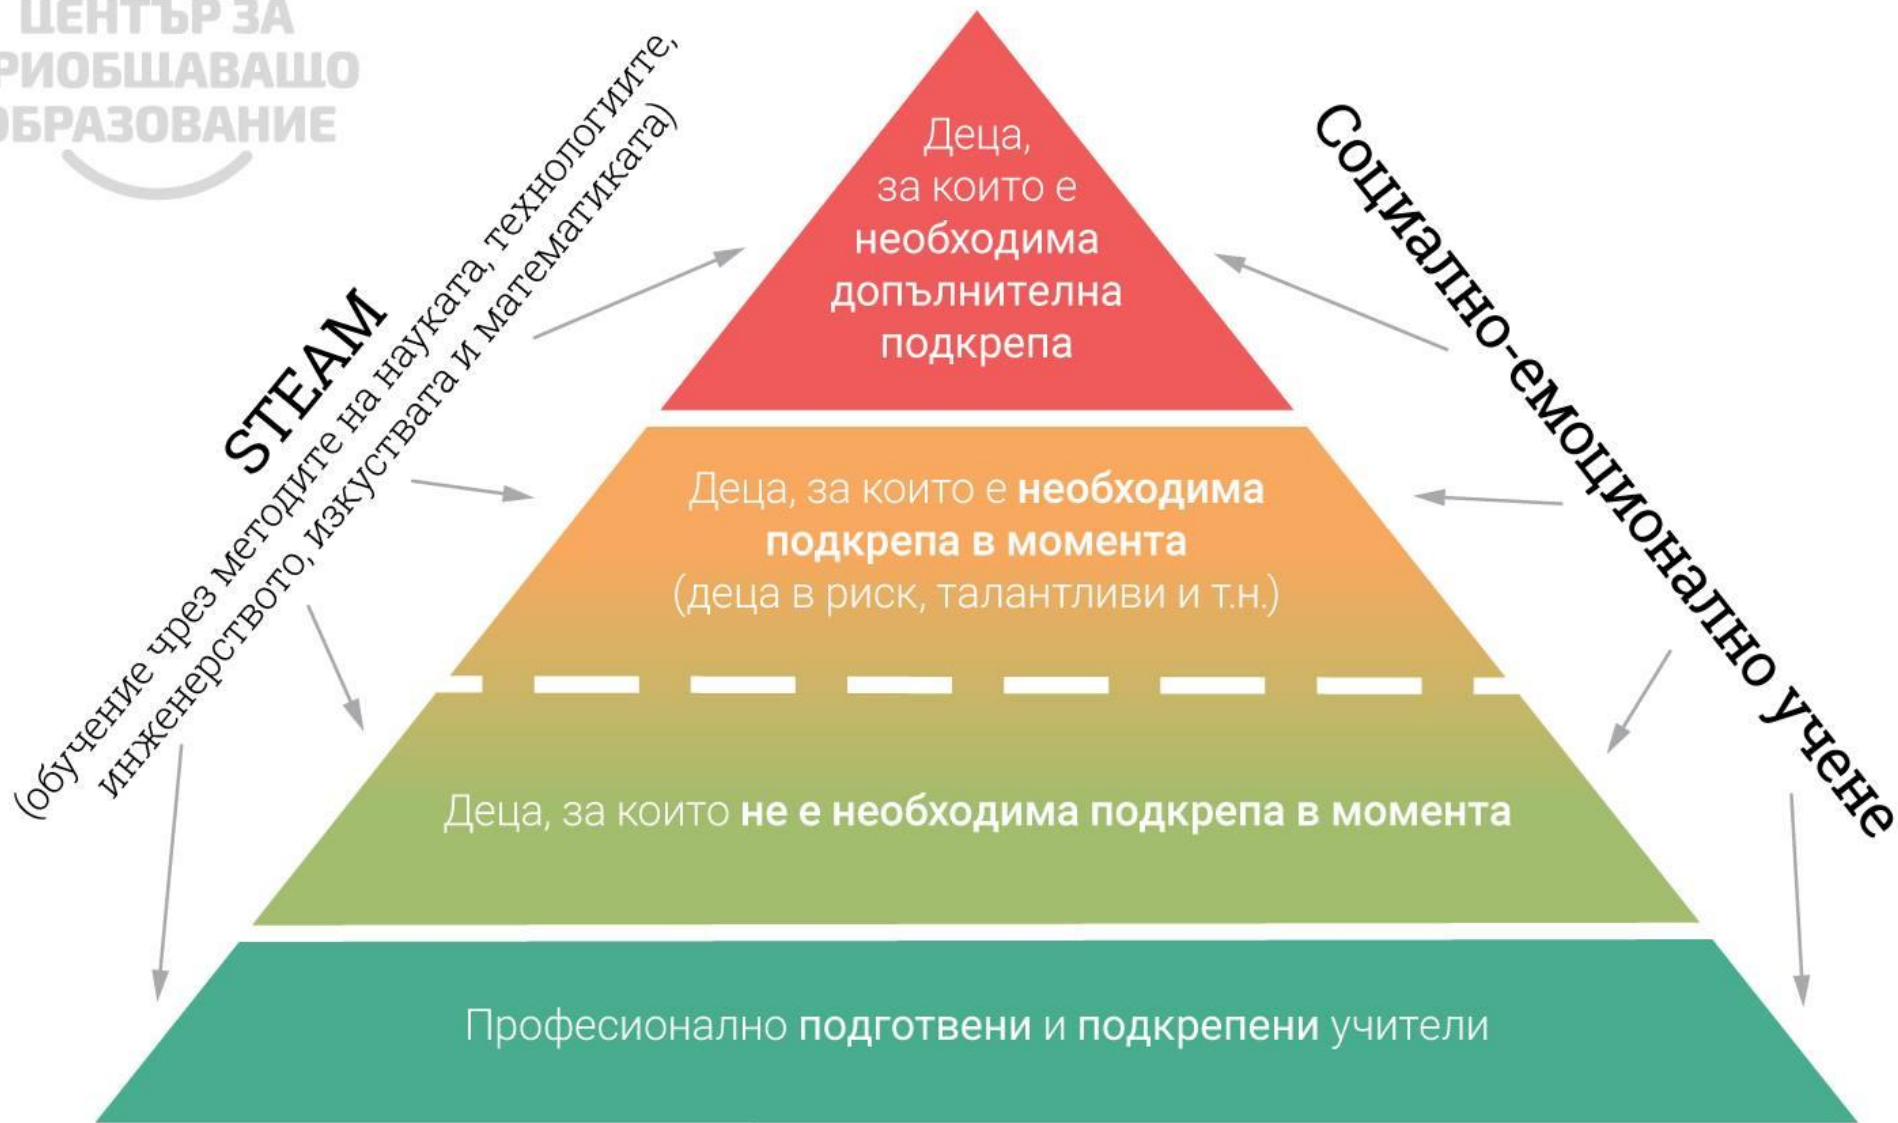 ЦЕНТЪР ЗА
РИОБЩАВАЩО
ОБРАЗОВАНИЕ
STEAM
(обучение чрез методите на науката, технологиите,
инженерството, изкуствата и математиката)
Социално-емоционално учене
Деца,
за които е
необходима
допълнителна
подкрепа
Деца, за които е необходима
подкрепа в момента
(деца в риск, талантливи и т.н.)
Деца, за които не е необходима подкрепа в момента
Професионално подготвени и подкрепени учители